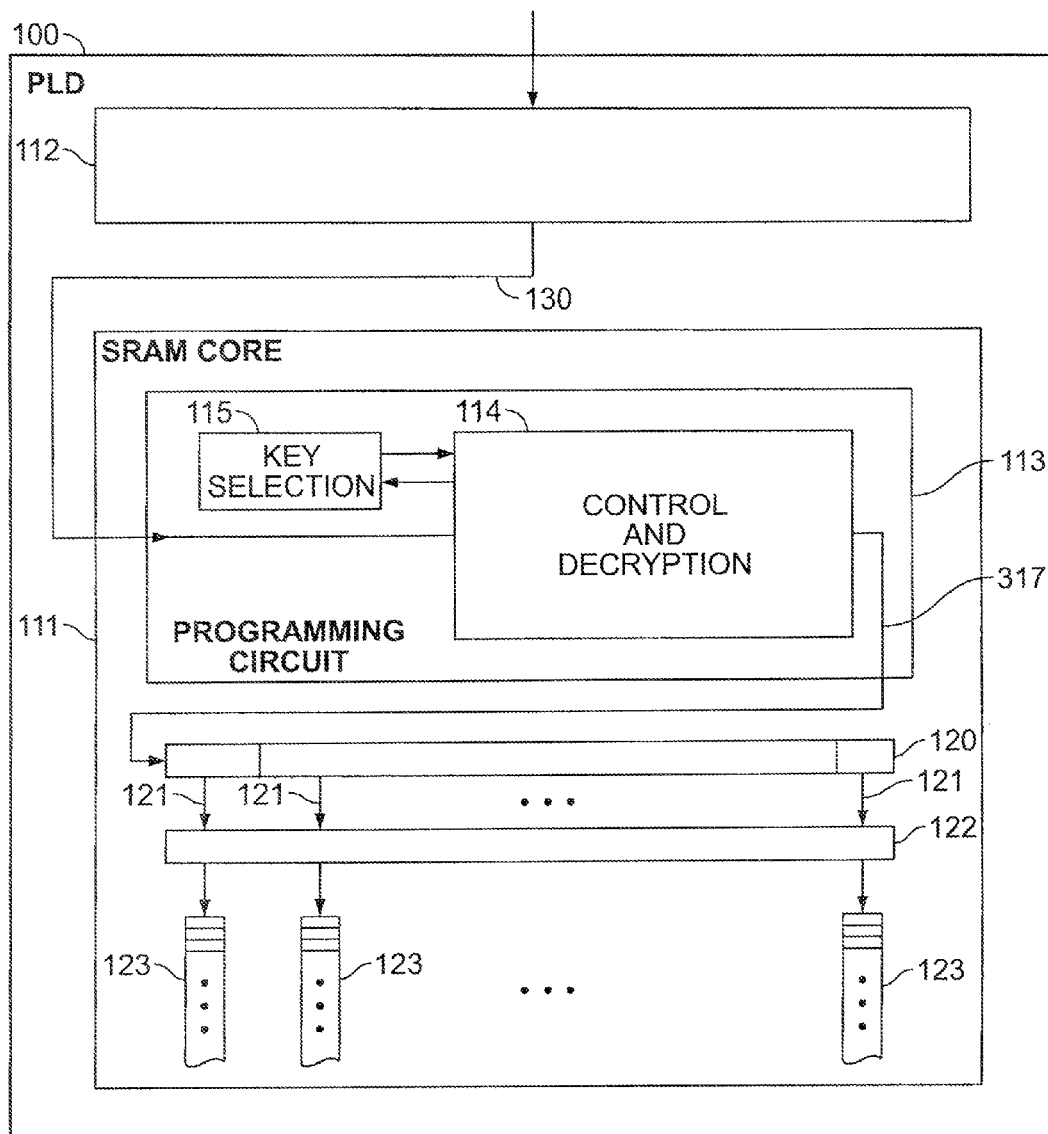 100
PLD
112
130
SRAM CORE
115
114
KEY
SELECTION
113
CONTROL
AND
DECRYPTION
317
111
PROGRAMMING
CIRCUIT
120
121
121
121
122
123
123
123